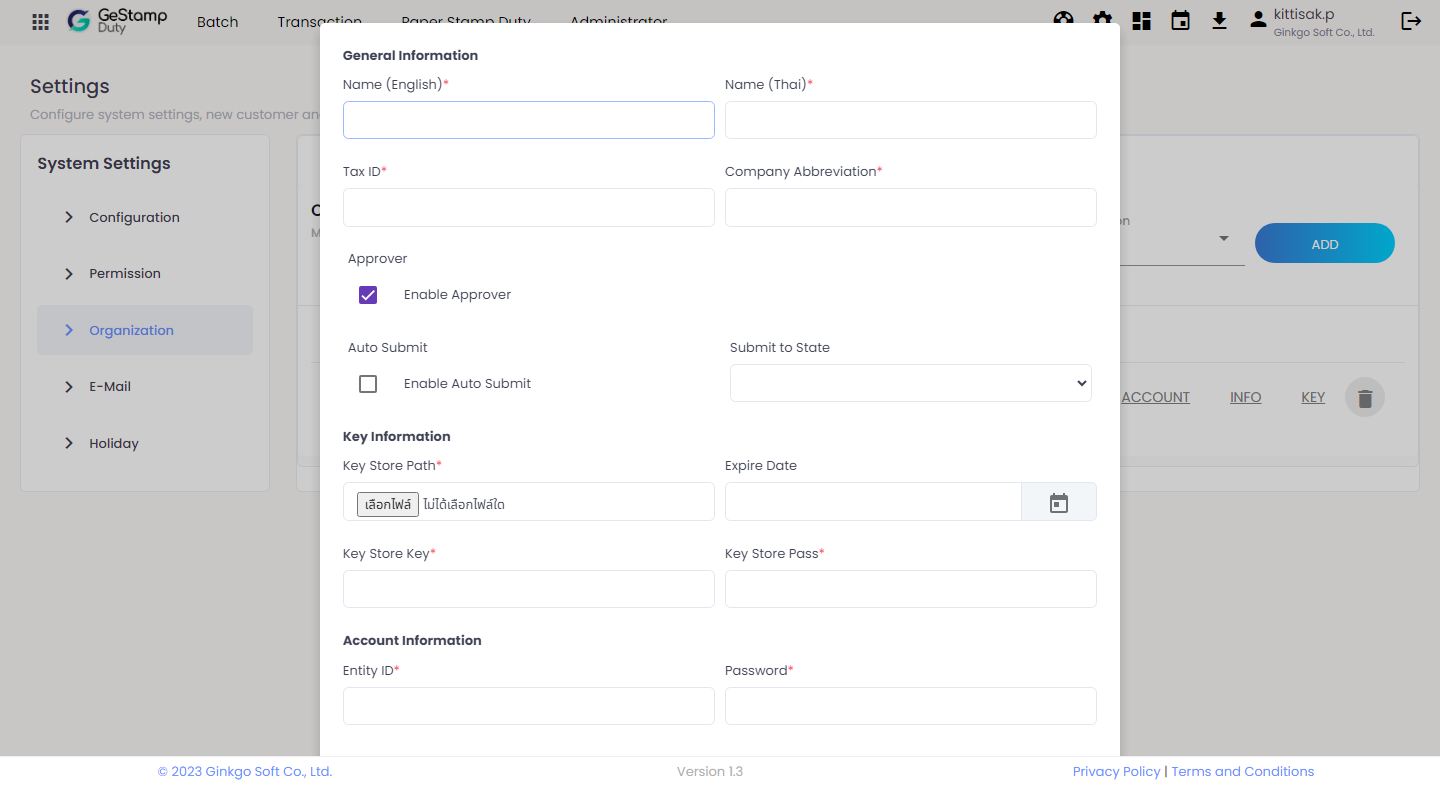 GeStamp
Duty
Batch
Transaction
Paper Stamp Duty
Administrator
kittisak.p
Ginkgo Soft Co., Ltd.
Settings
Configure system settings, new customer an
System Settings
Configuration
Permission
Organization
E-Mail
Holiday
General Information
Name (English)*
Name (Thai)*
Tax ID*
Company Abbreviation*
Approver
Enable Approver
Auto Submit
Submit to State
Enable Auto Submit
Key Information
Key Store Path*
Expire Date
เลือกไฟล์ ไม่ได้เลือกไฟล์ใด
Key Store Key*
Key Store Pass*
Account Information
Entity ID*
Password*
on
ADD
ACCOUNT
INFO
KEY
© 2023 Ginkgo Soft Co., Ltd.
Version 1.3
Privacy Policy | Terms and Conditions